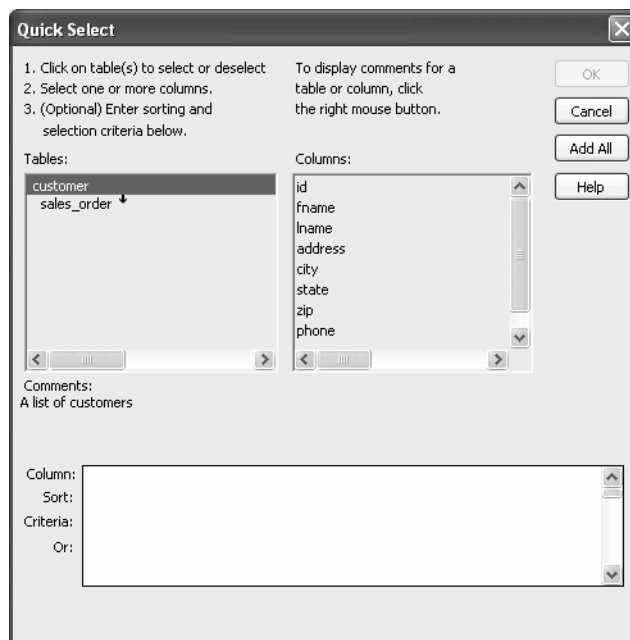 Quick Select
1. Click on table(s) to select or deselect
2. Select one or more columns.
3. (Optional) Enter sorting and
selection criteria below.
To display comments for a
table or column, click
the right mouse button.
OK
Cancel
Add All
Help
Tables:
customer
sales_order
Columns:
id
fname
lname
address
city
state
zip
phone
Comments:
A list of customers
Column:
Sort:
Criteria:
Or: